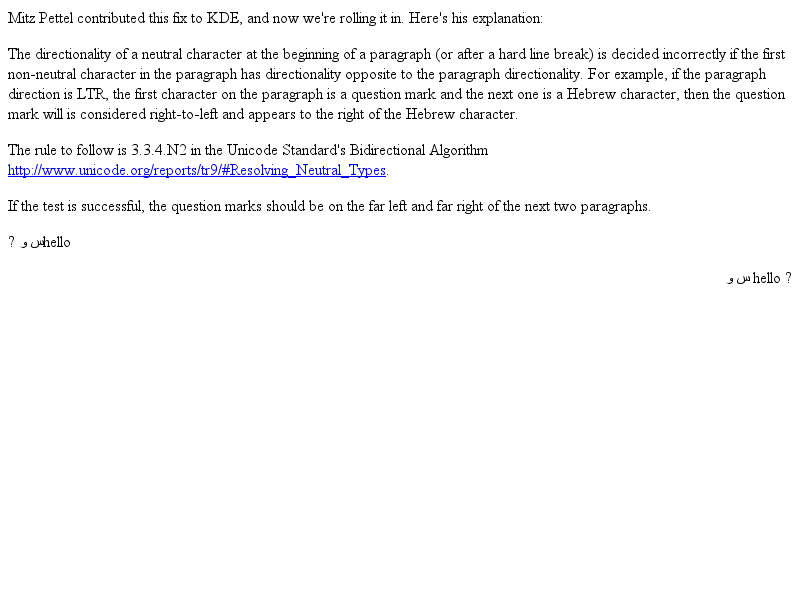 Mitz Pettel contributed this fix to KDE, and now we're rolling it in. Here's his explanation:
The directionality of a neutral character at the beginning of a paragraph (or after a hard line break) is decided incorrectly if the first
non-neutral character in the paragraph has directionality opposite to the paragraph directionality. For example, if the paragraph
direction is LTR, the first character on the paragraph is a question mark and the next one is a Hebrew character, then the question
mark will is considered right-to-left and appears to the right of the Hebrew character.
The rule to follow is 3.3.4.N2 in the Unicode Standard's Bidirectional Algorithm
http://www.unicode.org/reports/tr9/#Resolving_Neutral_Types.
If the test is successful, the question marks should be on the far left and far right of the next two paragraphs.
? س و hello
? hello س و